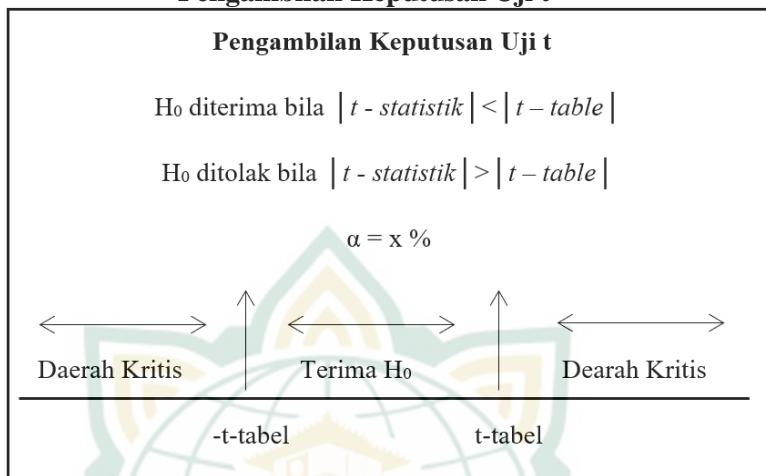 Pengambilan Keputusan Uji t
Pengambilan Keputusan Uji t
H₀ diterima bila |t - statistik| < |t – table|
H₀ ditolak bila |t - statistik| > |t – table|
α = x %
Daerah Kritis Terima H₀ Dearah Kritis
-t-tabel t-tabel